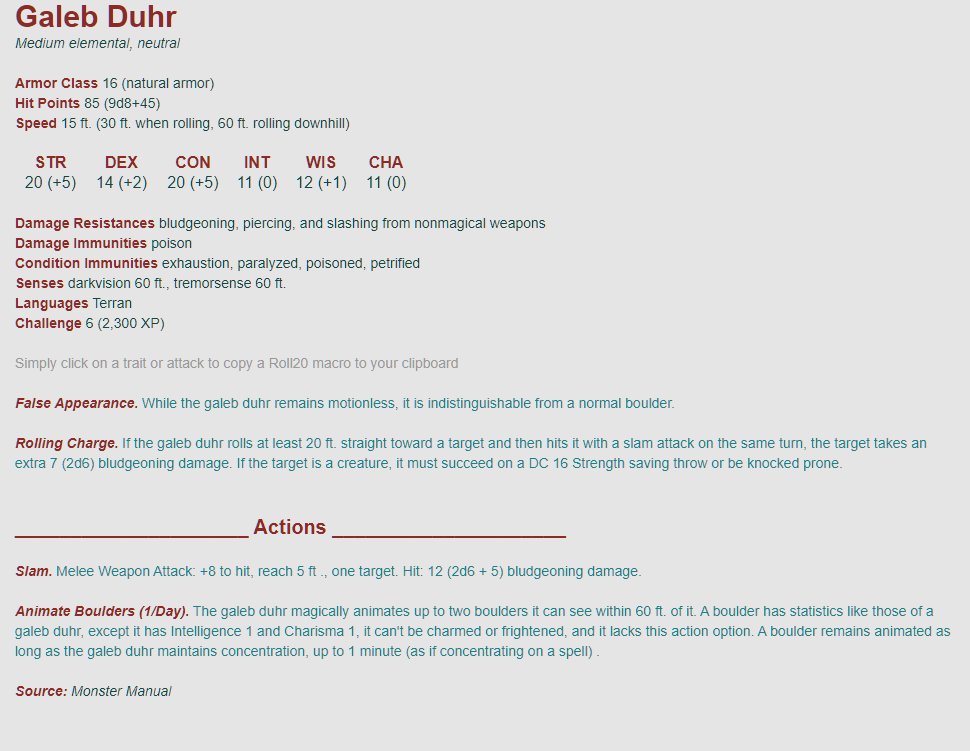 Galeb Duhr
Medium elemental, neutral
Armor Class 16 (natural armor)
Hit Points 85 (9d8+45)
Speed 15 ft. (30 ft. when rolling, 60 ft. rolling downhill)
STR DEX CON INT WIS CHA
20 (+5) 14 (+2) 20 (+5) 11 (0) 12 (+1) 11 (0)
Damage Resistances bludgeoning, piercing, and slashing from nonmagical weapons
Damage Immunities poison
Condition Immunities exhaustion, paralyzed, poisoned, petrified
Senses darkvision 60 ft., tremorsense 60 ft.
Languages Terran
Challenge 6 (2,300 XP)
Simply click on a trait or attack to copy a Roll20 macro to your clipboard
False Appearance. While the galeb duhr remains motionless, it is indistinguishable from a normal boulder.
Rolling Charge. If the galeb duhr rolls at least 20 ft. straight toward a target and then hits it with a slam attack on the same turn, the target takes an
extra 7 (2d6) bludgeoning damage. If the target is a creature, it must succeed on a DC 16 Strength saving throw or be knocked prone.
_____________________ Actions _____________________
Slam. Melee Weapon Attack: +8 to hit, reach 5 ft ., one target. Hit: 12 (2d6 + 5) bludgeoning damage.
Animate Boulders (1/Day). The galeb duhr magically animates up to two boulders it can see within 60 ft. of it. A boulder has statistics like those of a
galeb duhr, except it has Intelligence 1 and Charisma 1, it can't be charmed or frightened, and it lacks this action option. A boulder remains animated as
long as the galeb duhr maintains concentration, up to 1 minute (as if concentrating on a spell) .
Source: Monster Manual